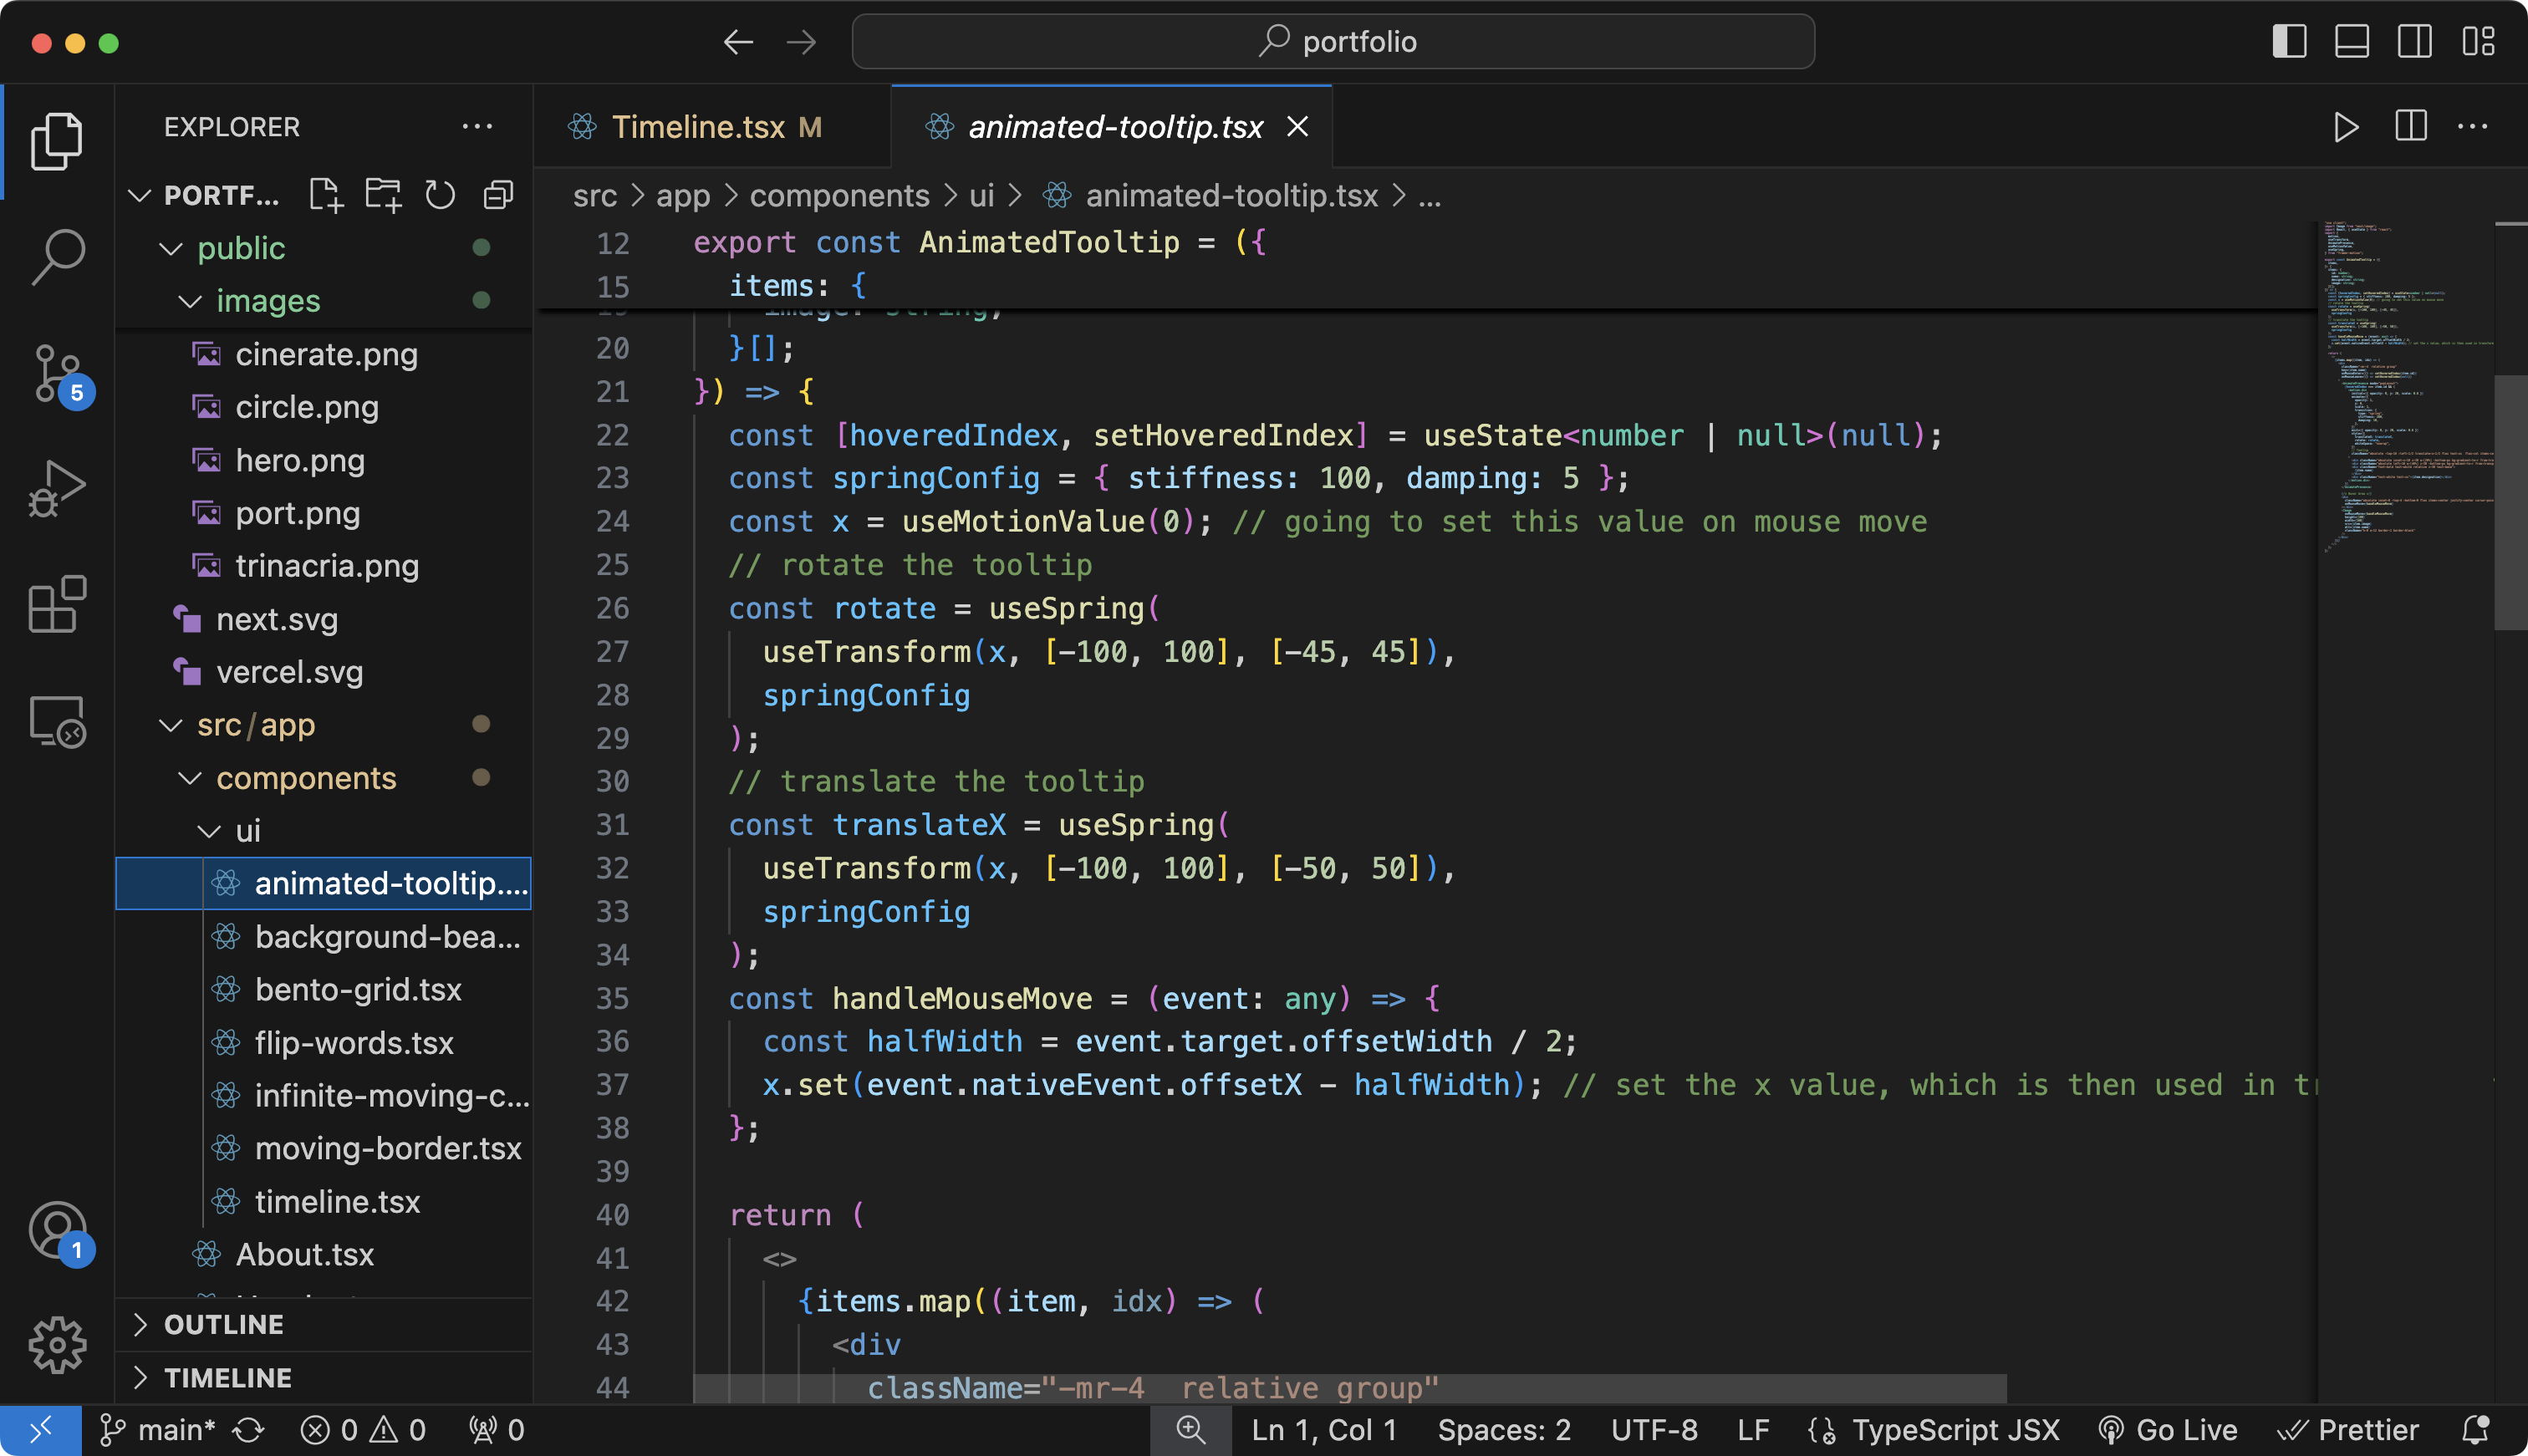 portfolio
EXPLORER
PORTF...
public
images
cinerate.png
circle.png
hero.png
port.png
trinacria.png
next.svg
vercel.svg
src/app
components
ui
animated-tooltip....
background-bea...
bento-grid.tsx
flip-words.tsx
infinite-moving-c...
moving-border.tsx
timeline.tsx
About.tsx
OUTLINE
TIMELINE
5
1
Timeline.tsx M
animated-tooltip.tsx
src > app > components > ui > animated-tooltip.tsx > ...
12 export const AnimatedTooltip = ({
15 items: {
19 image: string;
20 }[];
21 }) => {
22 const [hoveredIndex, setHoveredIndex] = useState<number | null>(null);
23 const springConfig = { stiffness: 100, damping: 5 };
24 const x = useMotionValue(0); // going to set this value on mouse move
25 // rotate the tooltip
26 const rotate = useSpring(
27 useTransform(x, [-100, 100], [-45, 45]),
28 springConfig
29 );
30 // translate the tooltip
31 const translateX = useSpring(
32 useTransform(x, [-100, 100], [-50, 50]),
33 springConfig
34 );
35 const handleMouseMove = (event: any) => {
36 const halfWidth = event.target.offsetWidth / 2;
37 x.set(event.nativeEvent.offsetX - halfWidth); // set the x value, which is then used in
38 };
39
40 return (
41 <>
42 {items.map((item, idx) => (
43 <div
44 className="-mr-4  relative group"
main* 0 0 0 Ln 1, Col 1 Spaces: 2 UTF-8 LF TypeScript JSX Go Live Prettier